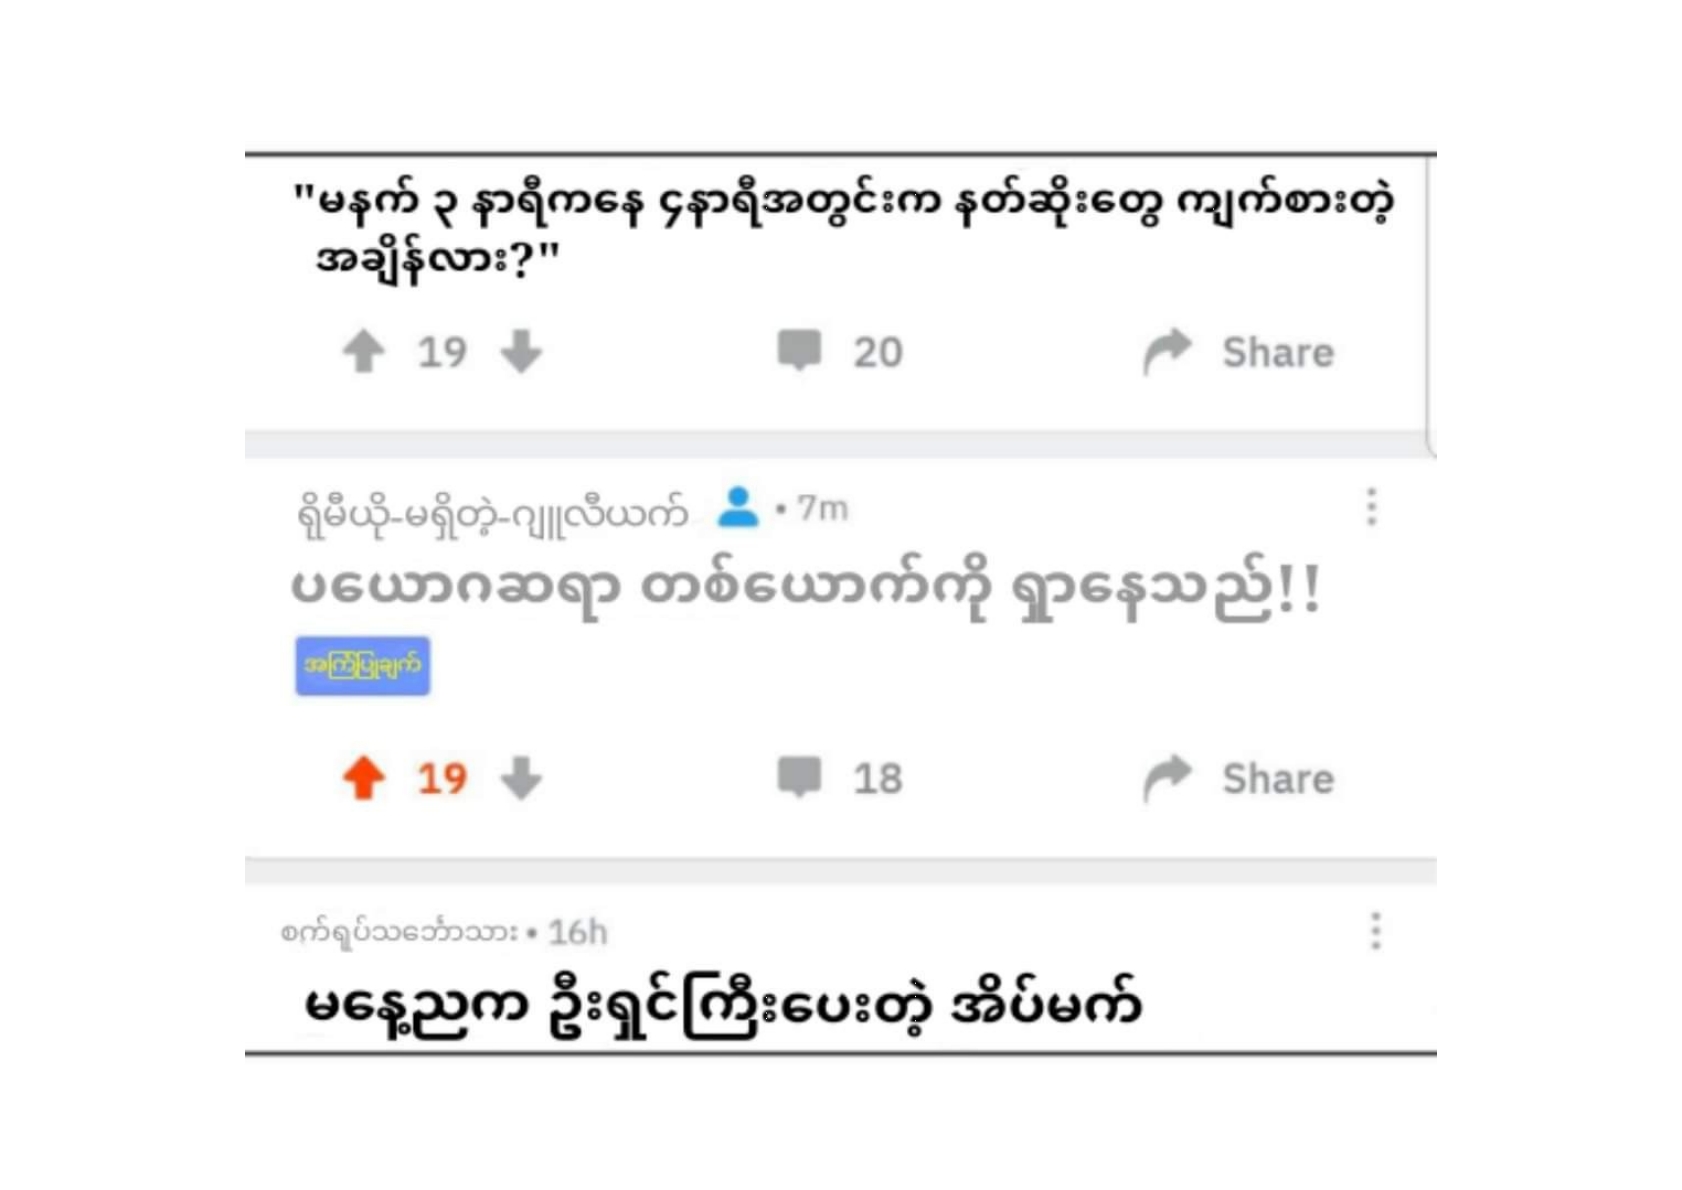 "မနက် ၃ နာရီကနေ ၄နာရီအတွင်းက နတ်ဆိုးတွေ ကျက်စားတဲ့
အချိန်လား?"
19 20 Share
ရိုမီယို-မရှိတဲ့-ဂျူလီယက် • 7m
ပယောဂဆရာ တစ်ယောက်ကို ရှာနေသည်!!
အကြံပြုချက်
19 18 Share
စက်ရုပ်သင်္ဘောသား • 16h
မနေ့ညက ဦးရှင်ကြီးပေးတဲ့ အိပ်မက်